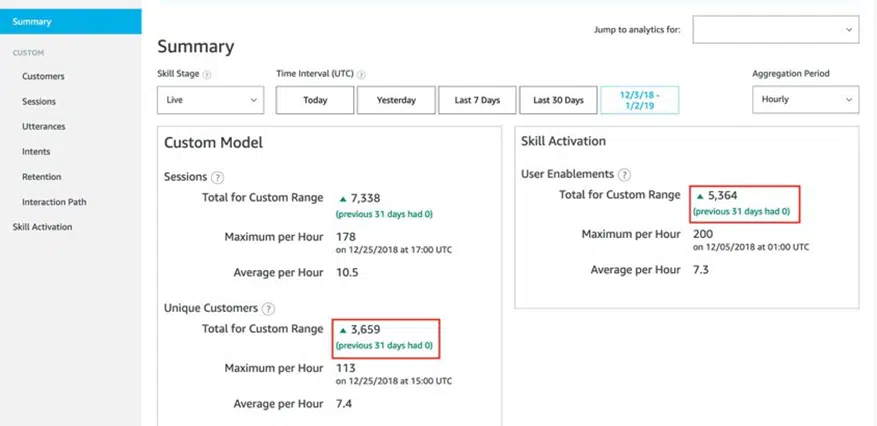 Summary
CUSTOM
Customers
Sessions
Utterances
Intents
Retention
Interaction Path
Skill Activation
Jump to analytics for:
Summary
Skill Stage ?
Live
Time Interval (UTC) ?
Today
Yesterday
Last 7 Days
Last 30 Days
12/3/18 -
1/2/19
Aggregation Period
Hourly
Custom Model
Sessions ?
Total for Custom Range ▲ 7,338
(previous 31 days had 0)
Maximum per Hour 178
on 12/25/2018 at 17:00 UTC
Average per Hour 10.5
Unique Customers ?
Total for Custom Range ▲ 3,659
(previous 31 days had 0)
Maximum per Hour 113
on 12/25/2018 at 15:00 UTC
Average per Hour 7.4
Skill Activation
User Enablements ?
Total for Custom Range ▲ 5,364
(previous 31 days had 0)
Maximum per Hour 200
on 12/05/2018 at 01:00 UTC
Average per Hour 7.3